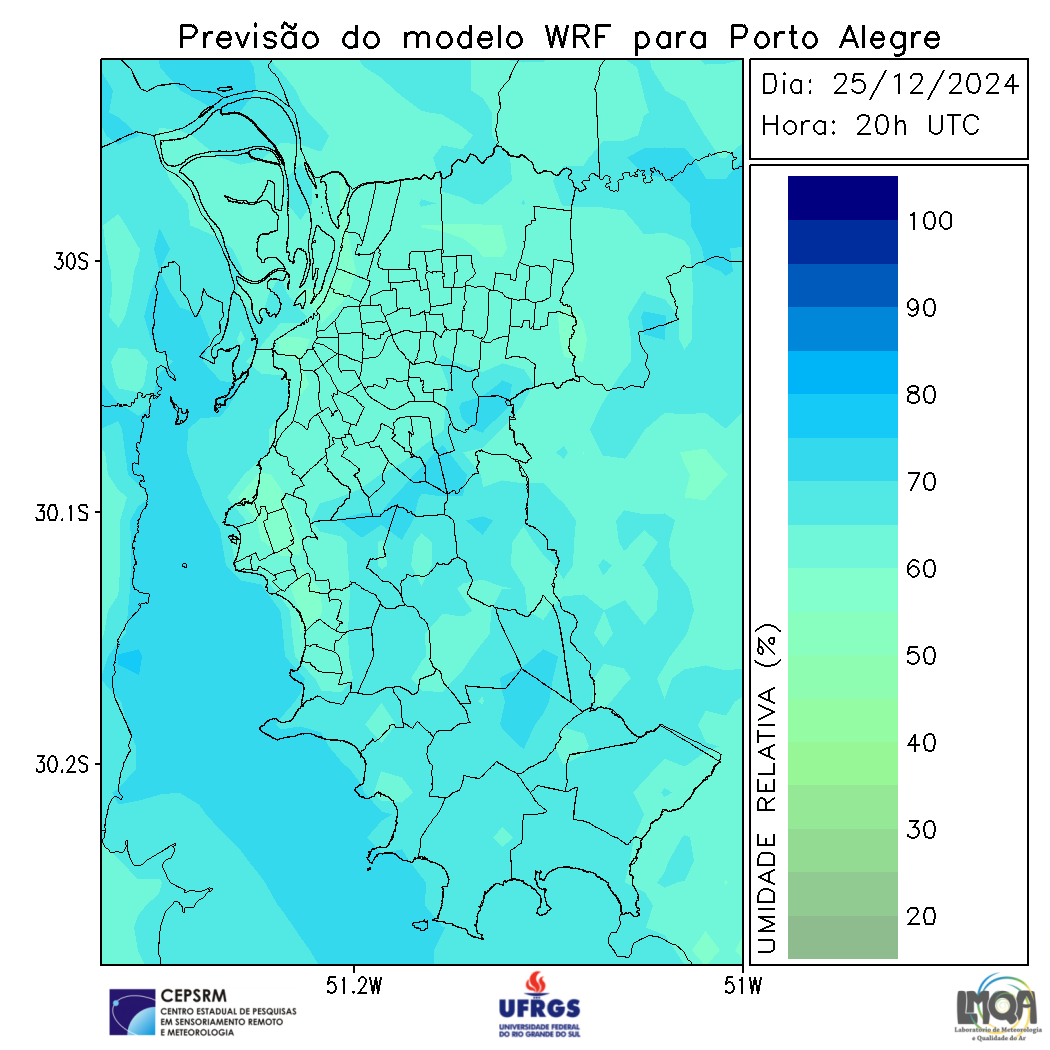 Previsão do modelo WRF para Porto Alegre
Dia: 25/12/2024
Hora: 20h UTC
100
90
80
70
60
50
40
30
20
UMIDADE RELATIVA (%)
30S
30.1S
30.2S
51.2W
51W
CEPSRM
CENTRO ESTADUAL DE PESQUISAS
EM SENSORIAMENTO REMOTO
E METEOROLOGIA
UFRGS
UNIVERSIDADE FEDERAL
DO RIO GRANDE DO SUL
LMQA
Laboratório de Meteorologia
e Qualidade do Ar